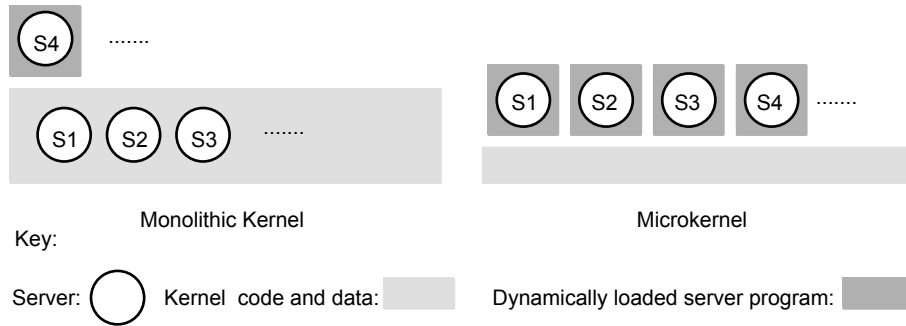 S4 .......
S1 S2 S3 .......
S1 S2 S3 S4 .......
Monolithic Kernel
Microkernel
Key:
Server:
Kernel code and data:
Dynamically loaded server program: